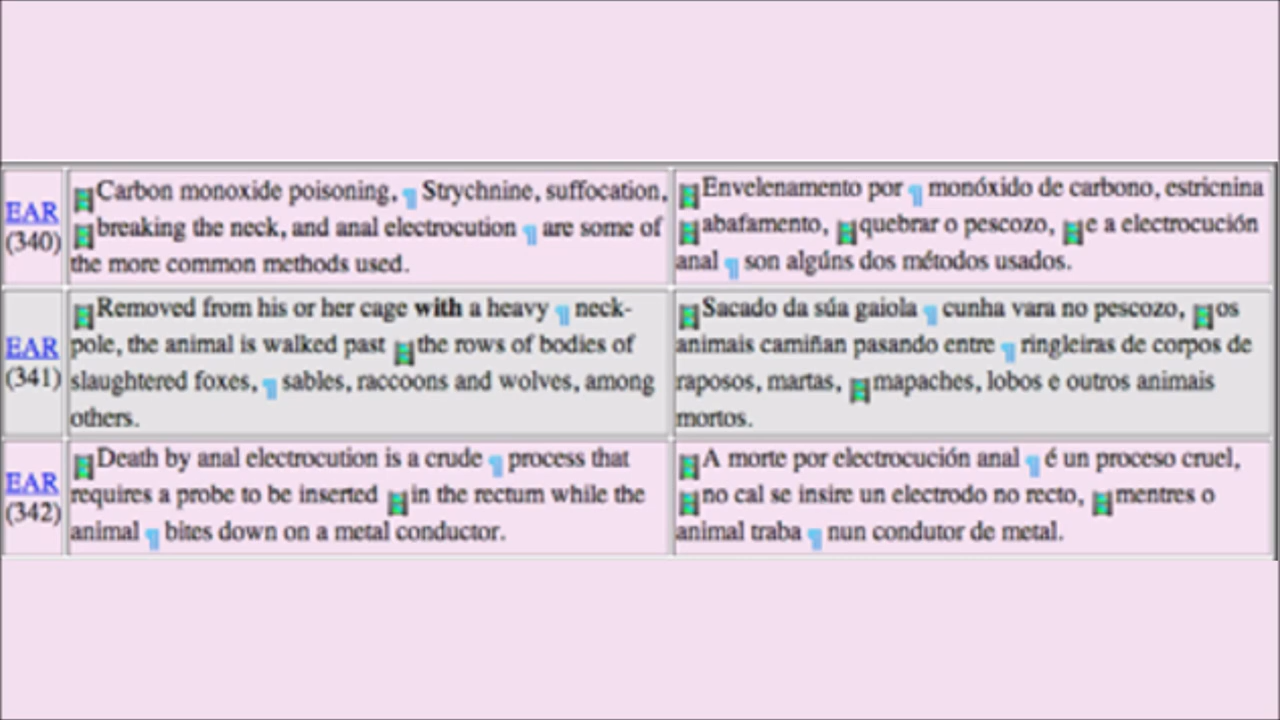 EAR
(340)
Carbon monoxide poisoning, ¶ Strychnine, suffocation,
breaking the neck, and anal electrocution ¶ are some of
the more common methods used.
Envelenamento por ¶ monóxido de carbono, estricnina
abafamento, quebrar o pescozo, e a electrocución
anal ¶ son algúns dos métodos usados.
EAR
(341)
Removed from his or her cage with a heavy ¶ neck-
pole, the animal is walked past the rows of bodies of
slaughtered foxes, ¶ sables, raccoons and wolves, among
others.
Sacado da súa gaiola ¶ cunha vara no pescozo, os
animais camiñan pasando entre ¶ ringleiras de corpos de
raposos, martas, mapaches, lobos e outros animais
mortos.
EAR
(342)
Death by anal electrocution is a crude ¶ process that
requires a probe to be inserted in the rectum while the
animal ¶ bites down on a metal conductor.
A morte por electrocución anal ¶ é un proceso cruel,
no cal se insire un electrodo no recto, mentres o
animal traba ¶ nun condutor de metal.